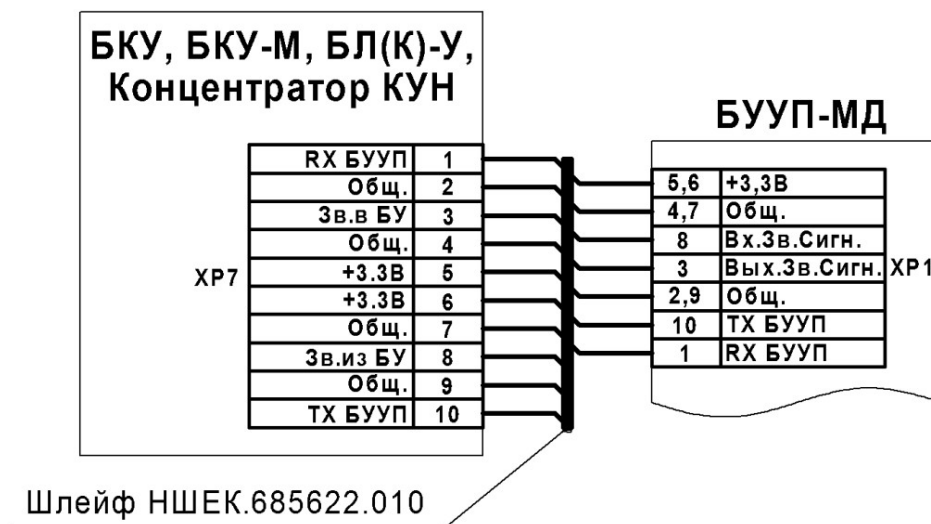 БКУ, БКУ-М, БЛ(К)-У,
Концентратор КУН
БУУП-МД
XP7
RX БУУП 1
Общ. 2
Зв.в БУ 3
Общ. 4
+3.3В 5
+3.3В 6
Общ. 7
Зв.из БУ 8
Общ. 9
TX БУУП 10
5,6 +3,3В
4,7 Общ.
8 Вх.Зв.Сигн.
3 Вых.Зв.Сигн.
2,9 Общ.
10 TX БУУП
1 RX БУУП
XP1
Шлейф НШЕК.685622.010